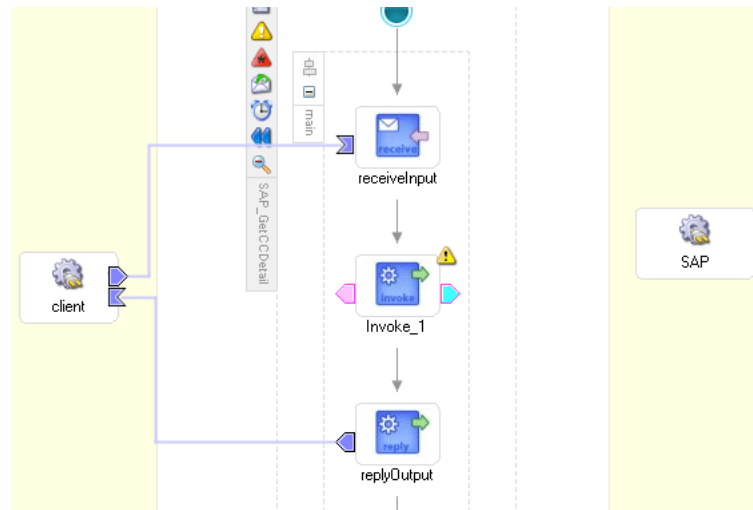 main
receive
receiveInput
SAP_GetCCDetail
SAP
client
invoke
Invoke_1
reply
replyOutput